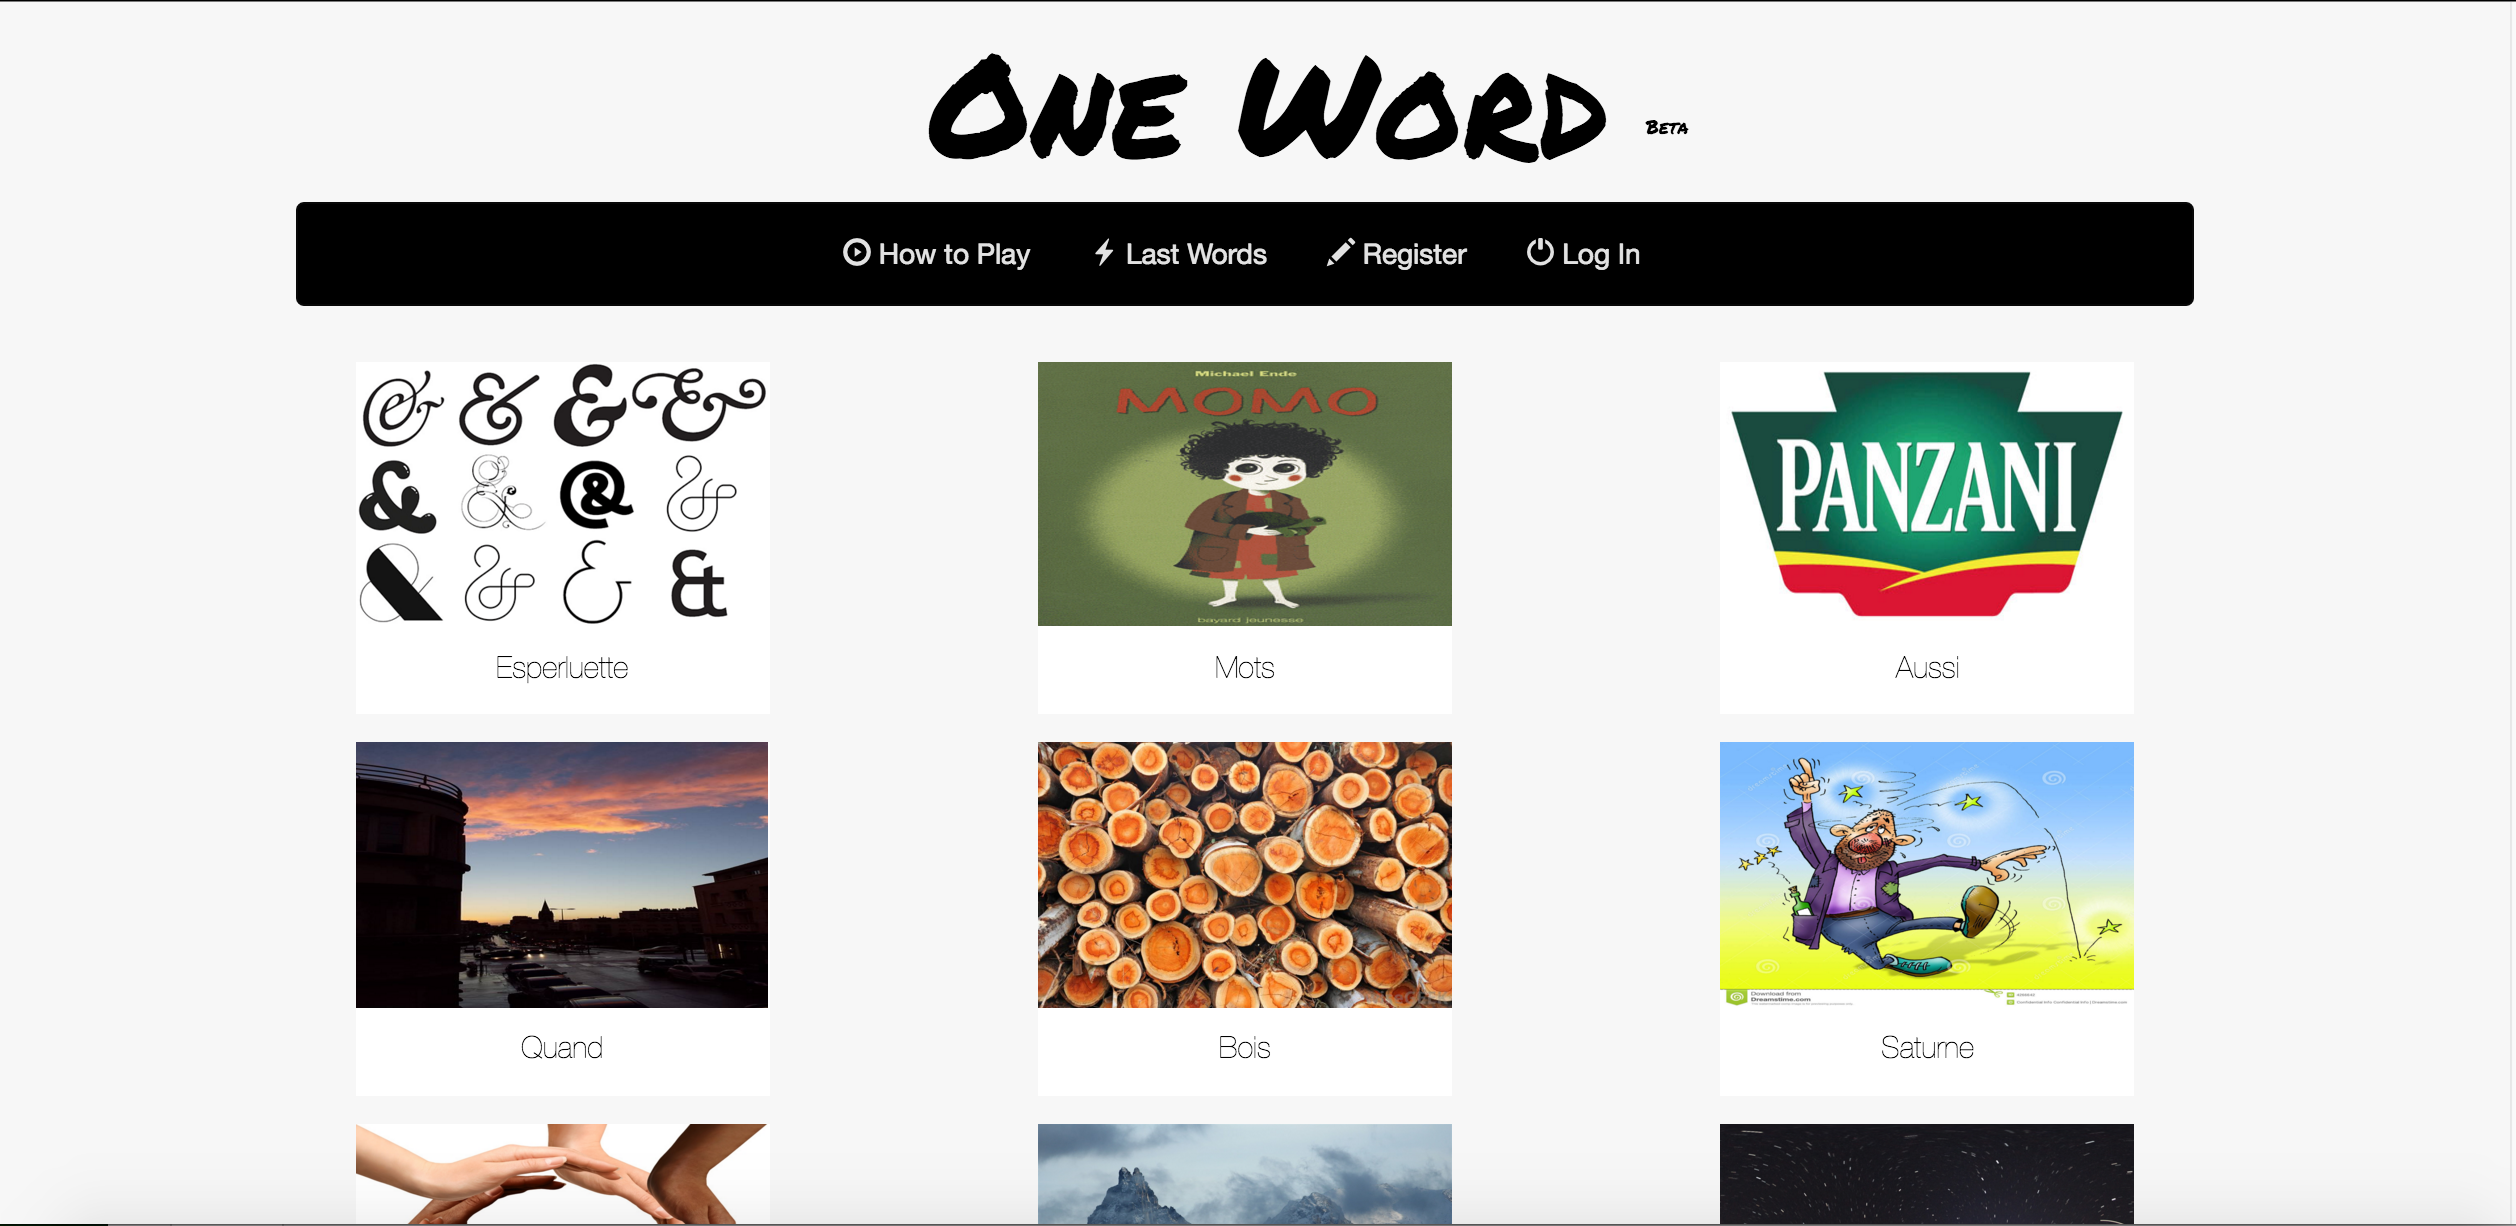 One Word Beta
How to Play Last Words Register Log In
Michael Ende
MOMO
bayard jeunesse
PANZANI
Esperluette
Mots
Aussi
Download from
Dreamstime.com
Quand
Bois
Saturne